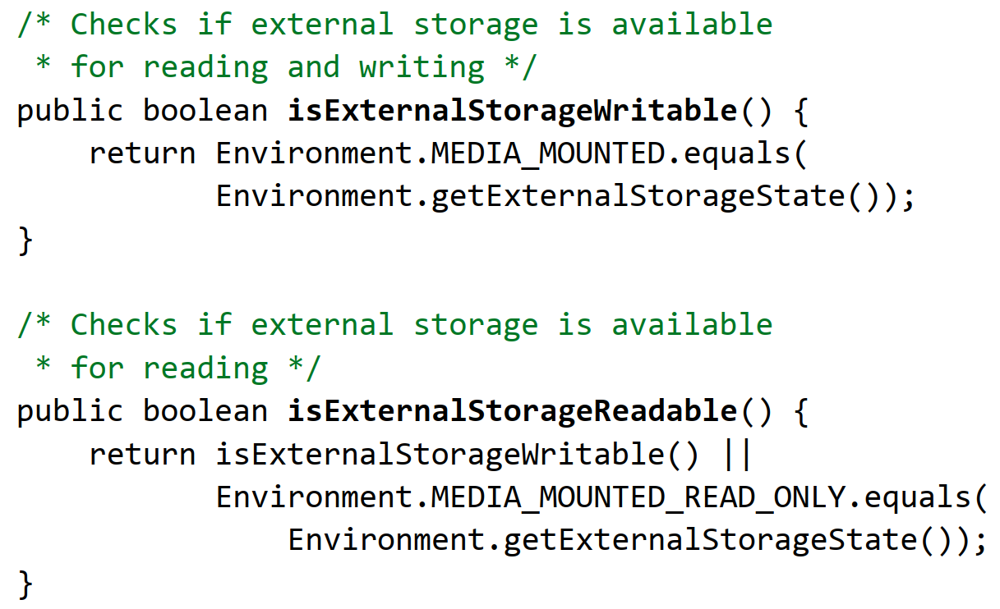 /* Checks if external storage is available
 * for reading and writing */
public boolean isExternalStorageWritable() {
    return Environment.MEDIA_MOUNTED.equals(
           Environment.getExternalStorageState());
}

/* Checks if external storage is available
 * for reading */
public boolean isExternalStorageReadable() {
    return isExternalStorageWritable() ||
           Environment.MEDIA_MOUNTED_READ_ONLY.equals(
               Environment.getExternalStorageState());
}